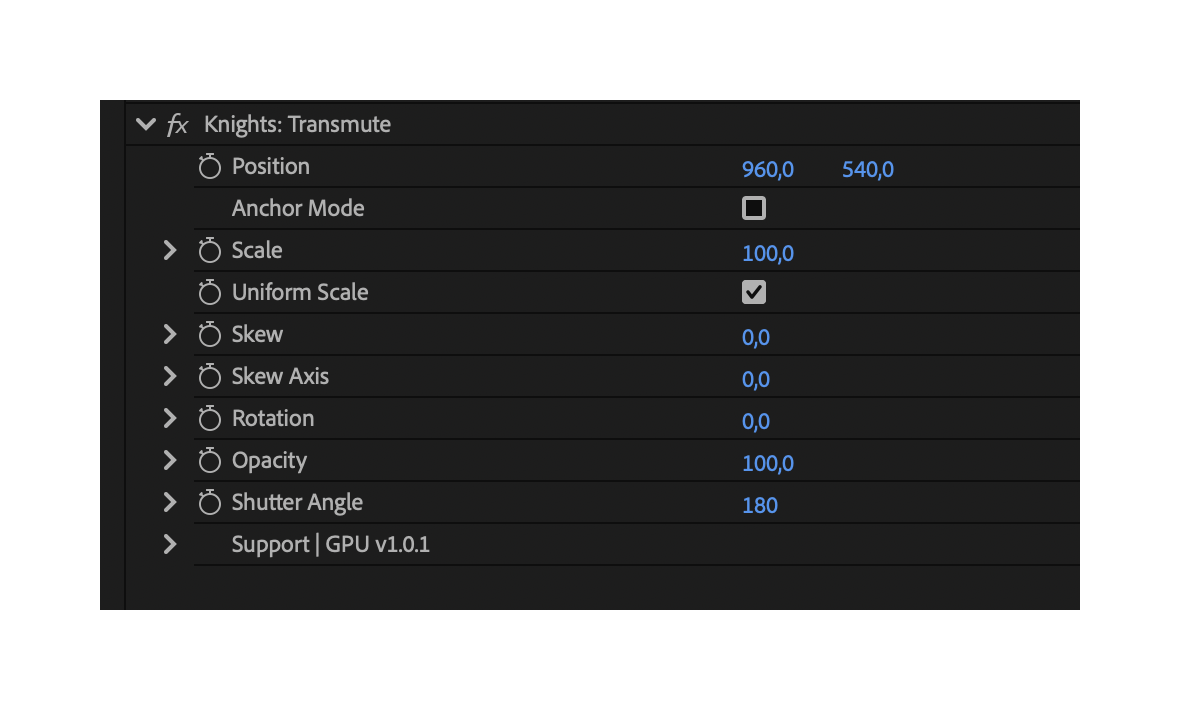 fx Knights: Transmute
Position 960,0 540,0
Anchor Mode
Scale 100,0
Uniform Scale
Skew 0,0
Skew Axis 0,0
Rotation 0,0
Opacity 100,0
Shutter Angle 180
Support | GPU v1.0.1